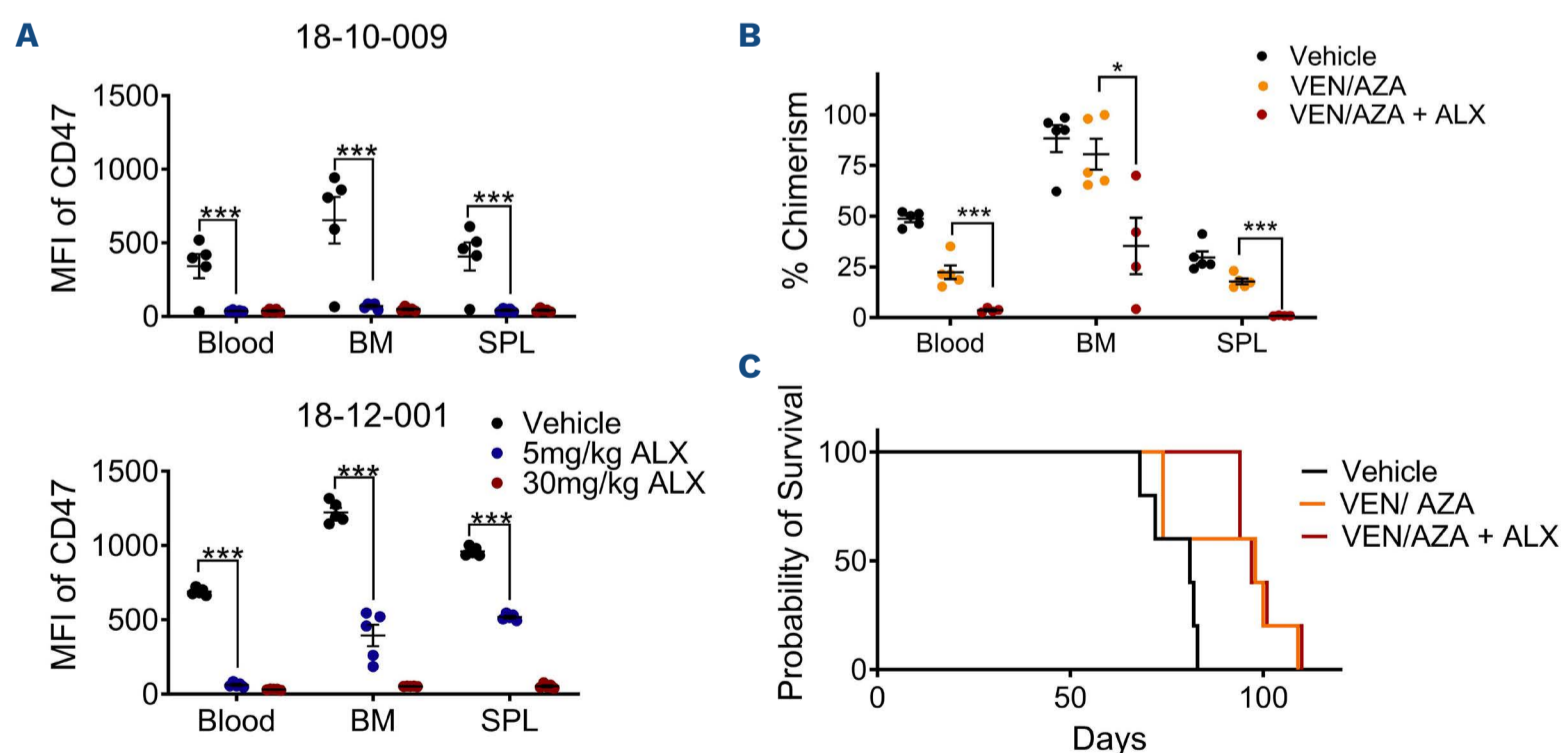 A
18-10-009
MFI of CD47
1500
1000
500
0
***
***
***
Blood BM SPL
18-12-001
Vehicle
5mg/kg ALX
30mg/kg ALX
MFI of CD47
1500
1000
500
0
***
***
***
Blood BM SPL
B
Vehicle
VEN/AZA
VEN/AZA + ALX
% Chimerism
100
75
50
25
0
***
*
***
Blood BM SPL
C
Probability of Survival
100
50
0
Vehicle
VEN/ AZA
VEN/AZA + ALX
0 50 100
Days